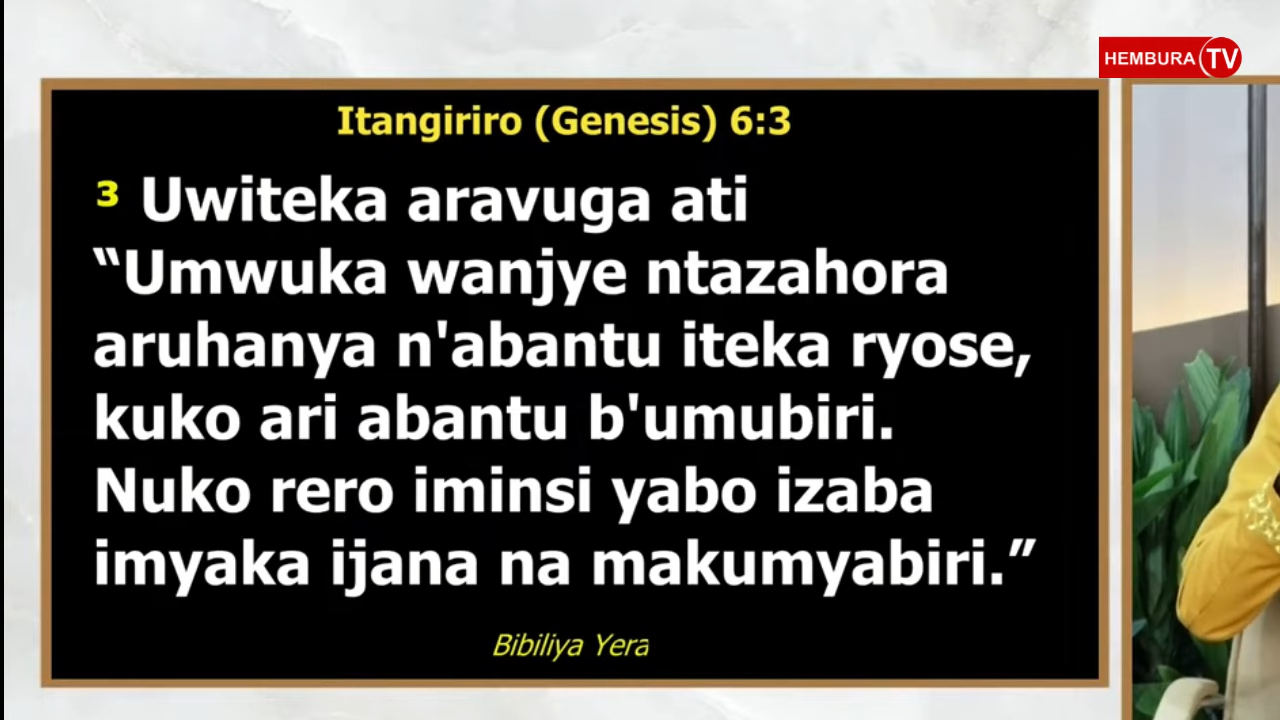 HEMBURA TV
Itangiriro (Genesis) 6:3
3 Uwiteka aravuga ati
“Umwuka wanjye ntazahora
aruhanya n'abantu iteka ryose,
kuko ari abantu b'umubiri.
Nuko rero iminsi yabo izaba
imyaka ijana na makumyabiri.”
Bibiliya Yera